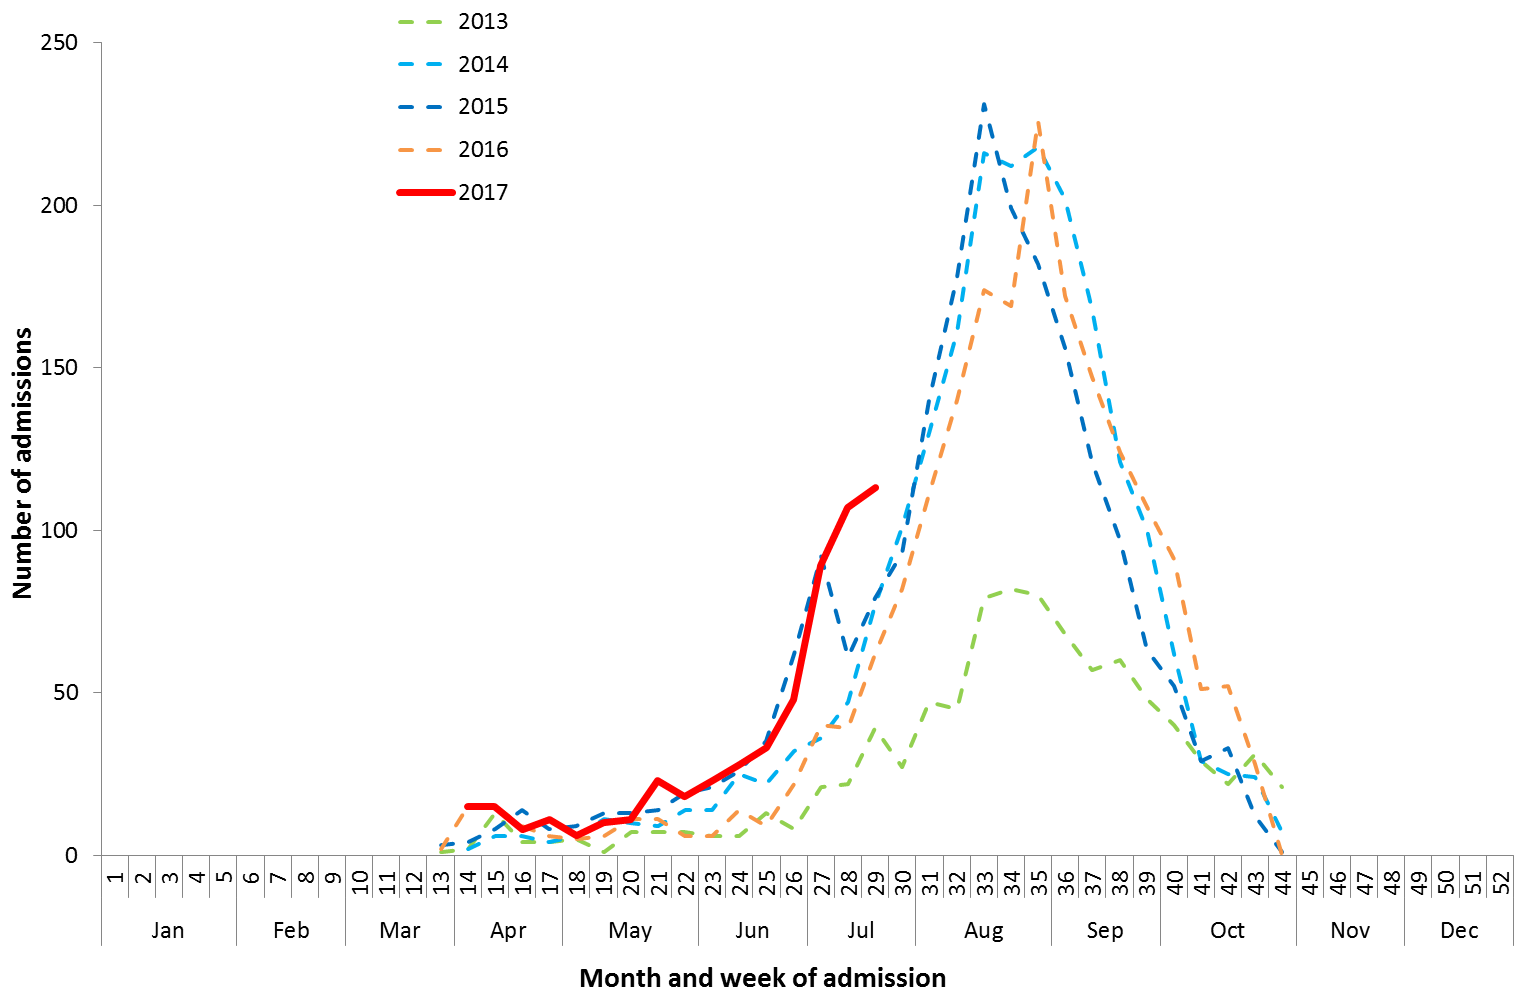 2013
2014
2015
2016
2017
250
200
150
100
50
0
Number of admissions
1 2 3 4 5 6 7 8 9 10 11 12 13 14 15 16 17 18 19 20 21 22 23 24 25 26 27 28 29 30 31 32 33 34 35 36 37 38 39 40 41 42 43 44 45 46 47 48 49 50 51 52
Jan Feb Mar Apr May Jun Jul Aug Sep Oct Nov Dec
Month and week of admission